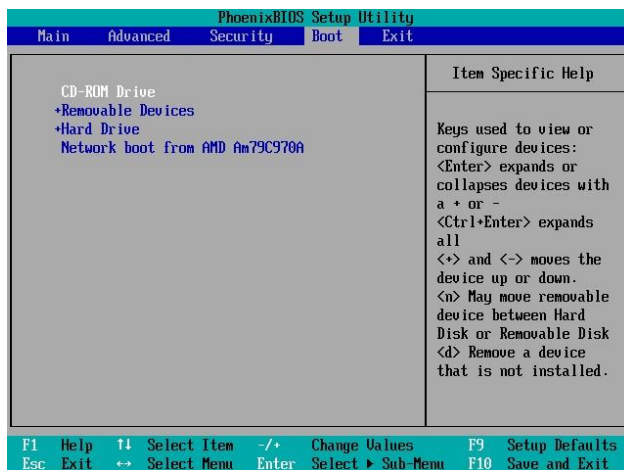 PhoenixBIOS Setup Utility
Main Advanced Security Boot Exit
CD-ROM Drive
+Removable Devices
+Hard Drive
Network boot from AMD Am79C970A
Item Specific Help
Keys used to view or
configure devices:
<Enter> expands or
collapses devices with
a + or -
<Ctrl+Enter> expands
all
<+> and <-> moves the
device up or down.
<n> May move removable
device between Hard
Disk or Removable Disk
<d> Remove a device
that is not installed.
F1 Help ↑↓ Select Item -/+ Change Values F9 Setup Defaults
Esc Exit ↔ Select Menu Enter Select ▶ Sub-Menu F10 Save and Exit